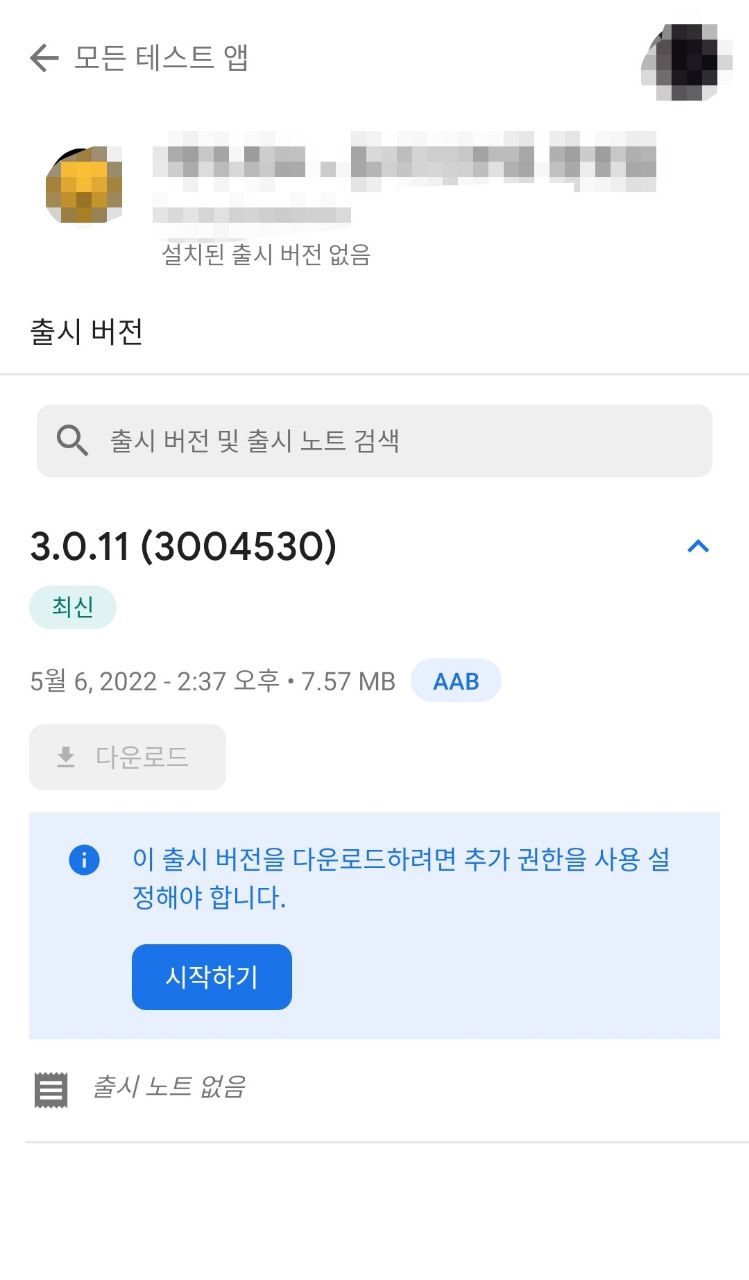 모든 테스트 앱
설치된 출시 버전 없음
출시 버전
출시 버전 및 출시 노트 검색
3.0.11 (3004530)
최신
5월 6, 2022 - 2:37 오후 • 7.57 MB AAB
다운로드
이 출시 버전을 다운로드하려면 추가 권한을 사용 설
정해야 합니다.
시작하기
출시 노트 없음